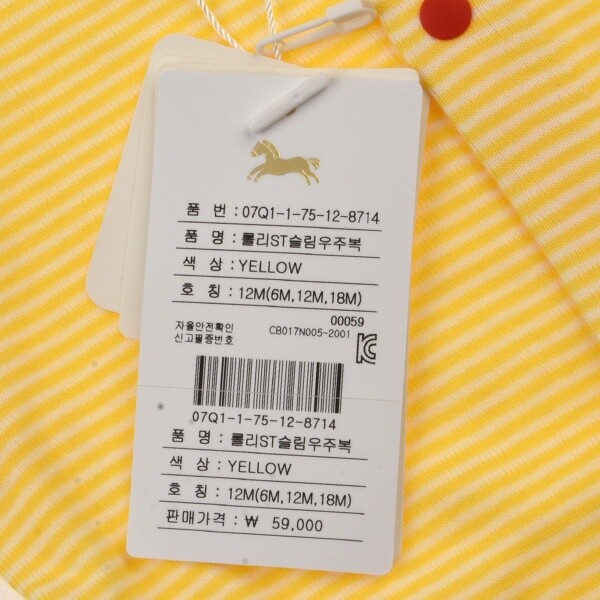 품 번 : 07Q1-1-75-12-8714
품 명 : 롤리ST슬림우주복
색 상 : YELLOW
호 칭 : 12M(6M,12M,18M)
00059
자율안전확인
신고필증번호
CB017N005-2001
07Q1-1-75-12-8714
품 명 : 롤리ST슬림우주복
색 상 : YELLOW
호 칭 : 12M(6M,12M,18M)
판매가격 : ₩ 59,000